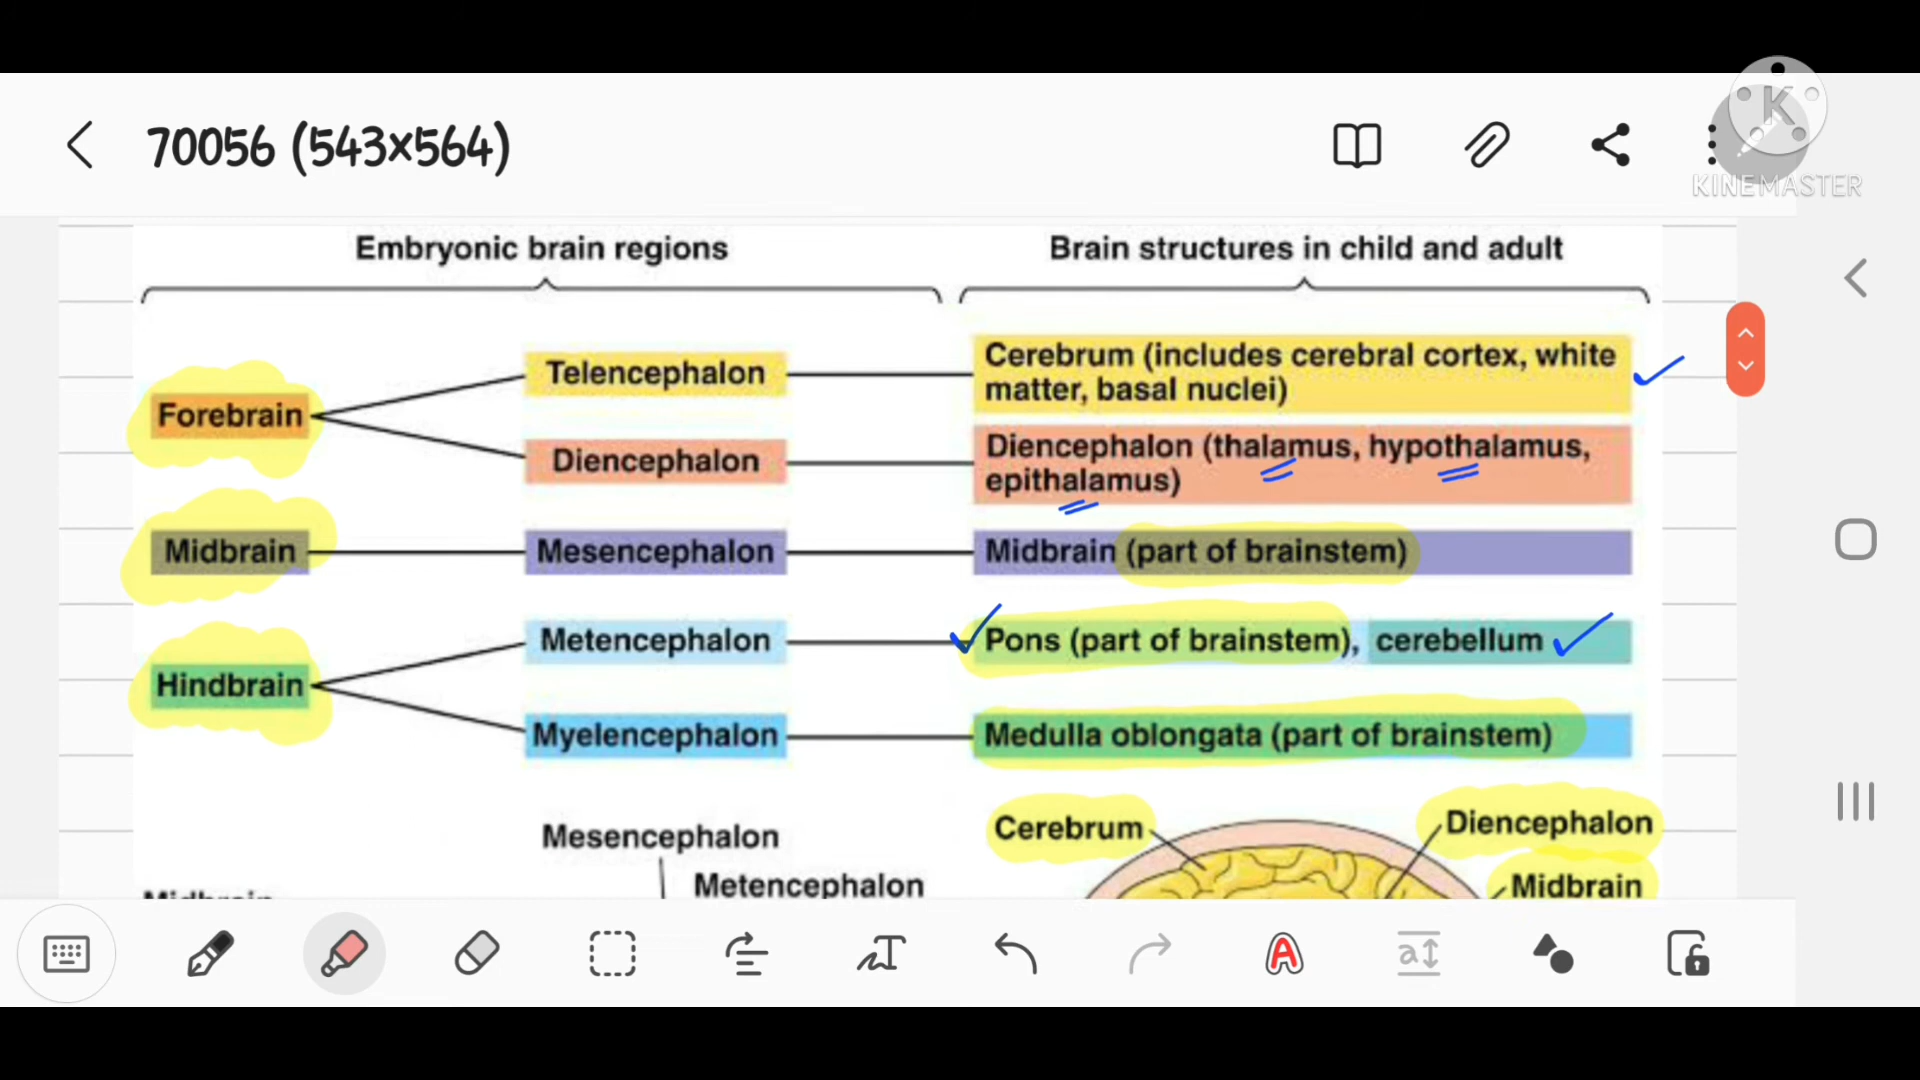 70056 (543×564)
KINEMASTER
Embryonic brain regions
Brain structures in child and adult
Forebrain
Telencephalon
Cerebrum (includes cerebral cortex, white
matter, basal nuclei)
Diencephalon
Diencephalon (thalamus, hypothalamus,
epithalamus)
Midbrain
Mesencephalon
Midbrain (part of brainstem)
Hindbrain
Metencephalon
Pons (part of brainstem), cerebellum
Myelencephalon
Medulla oblongata (part of brainstem)
Mesencephalon
Metencephalon
Cerebrum
Diencephalon
Midbrain